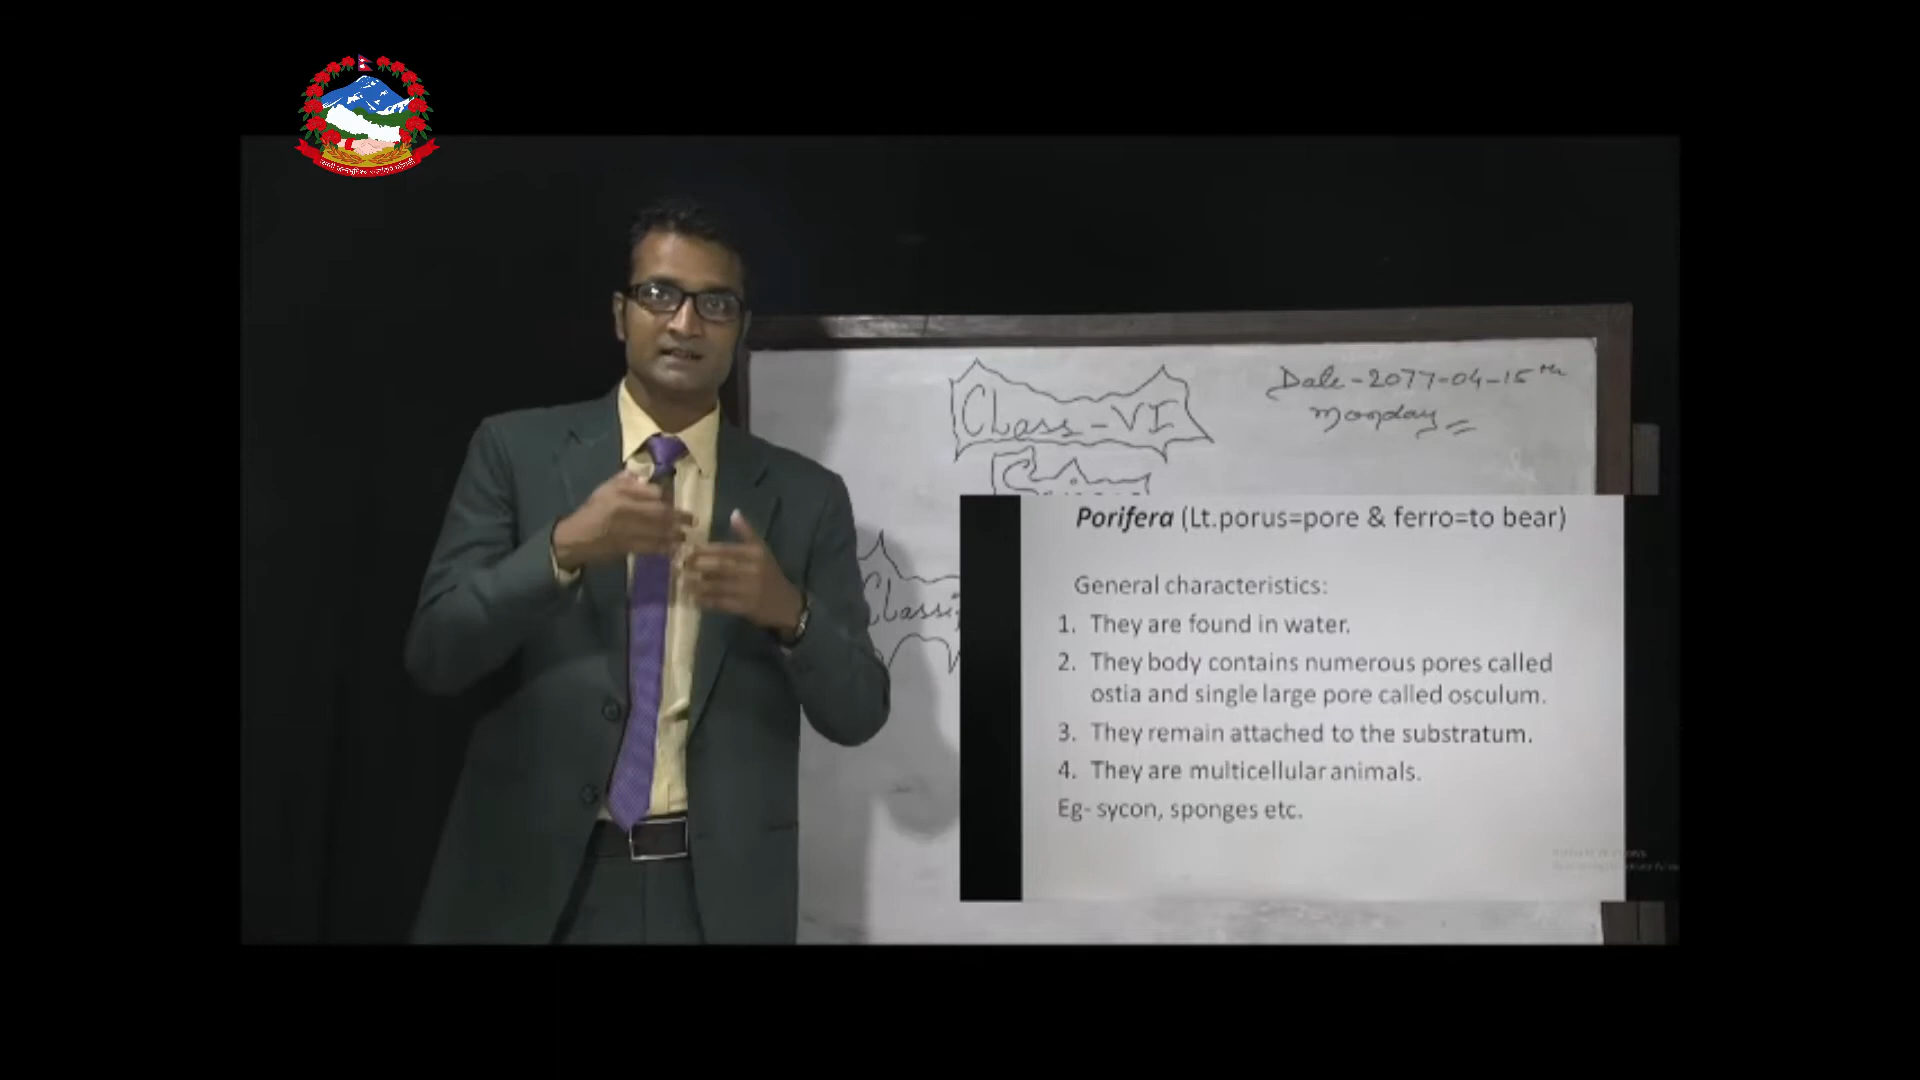 Class-VI
Date-2077-04-15th
Monday
Porifera (Lt.porus=pore & ferro=to bear)
General characteristics:
1. They are found in water.
2. They body contains numerous pores called
ostia and single large pore called osculum.
3. They remain attached to the substratum.
4. They are multicellular animals.
Eg- sycon, sponges etc.